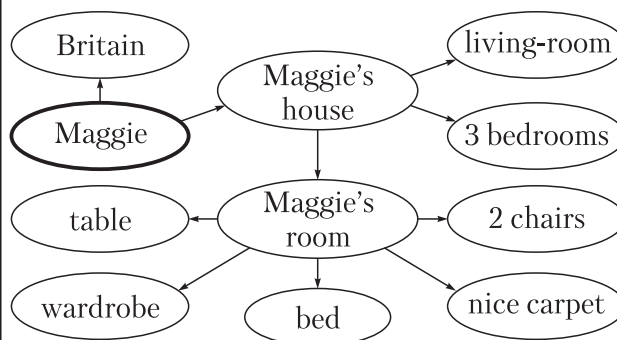 Britain
Maggie's
house
living-room
Maggie
3 bedrooms
table
Maggie's
room
2 chairs
wardrobe
bed
nice carpet